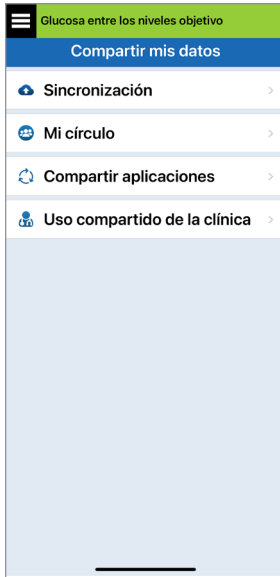 Glucosa entre los niveles objetivo
Compartir mis datos
Sincronización
Mi círculo
Compartir aplicaciones
Uso compartido de la clínica